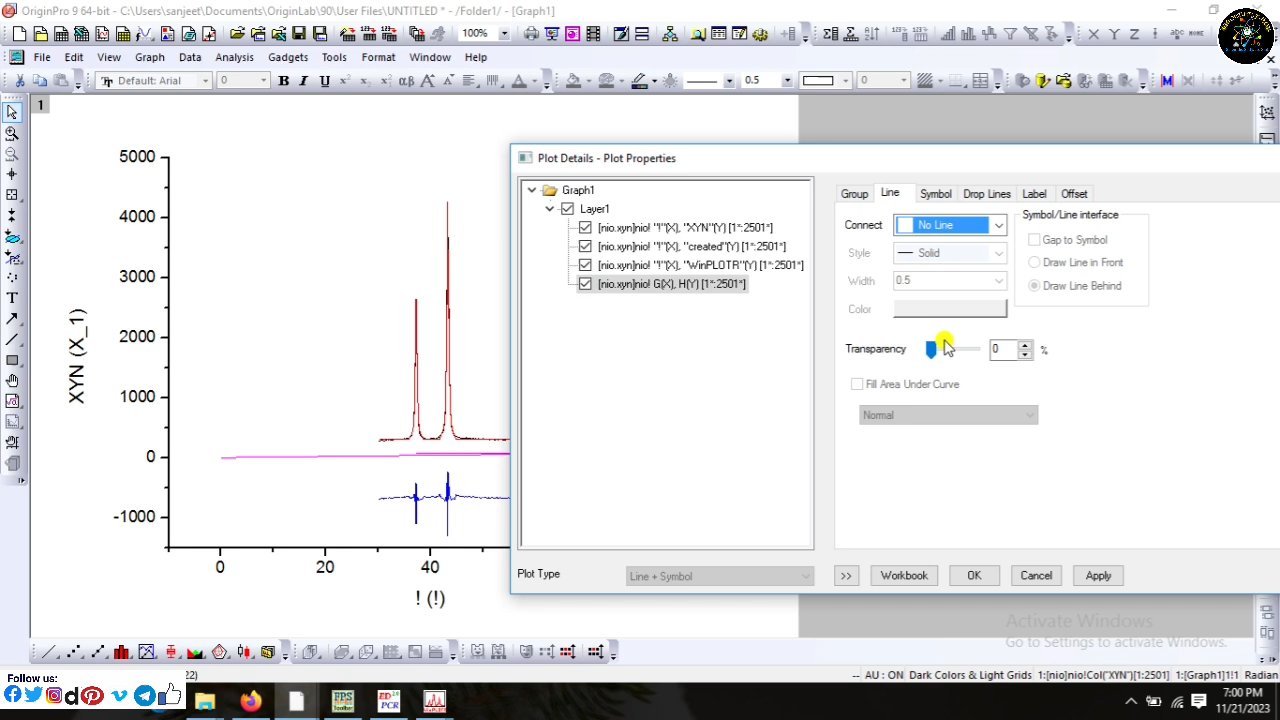 OriginPro 9 64-bit - C:\Users\sanjeet\Documents\OriginLab\90\User Files\UNTITLED * - /Folder1/ - [Graph1]
100%
File Edit View Graph Data Analysis Gadgets Tools Format Window Help
Default: Arial 0 B I U αβ A A A 0.5 0
1
Plot Details - Plot Properties
Graph1
Layer1
[nio.xyn]nio! "!"(X), "XYN"(Y) [1*:2501*]
[nio.xyn]nio! "!"(X), "created"(Y) [1*:2501*]
[nio.xyn]nio! "!"(X), "WinPLOTR"(Y) [1*:2501*]
[nio.xyn]nio! G(X), H(Y) [1*:2501*]
Group Line Symbol Drop Lines Label Offset
Connect No Line
Style Solid
Width 0.5
Color
Symbol/Line interface
Gap to Symbol
Draw Line in Front
Draw Line Behind
Transparency 0 %
Fill Area Under Curve
Normal
Plot Type Line + Symbol
>> Workbook OK Cancel Apply
5000
4000
3000
2000
1000
0
-1000
XYN (X_1)
0 20 40
! (!)
Activate Windows
Go to Settings to activate Windows.
22) -- AU : ON Dark Colors & Light Grids 1:[nio]nio!Col("XYN")[1:2501] 1:[Graph1]1!1 Radian
Follow us:
7:00 PM
11/21/2023